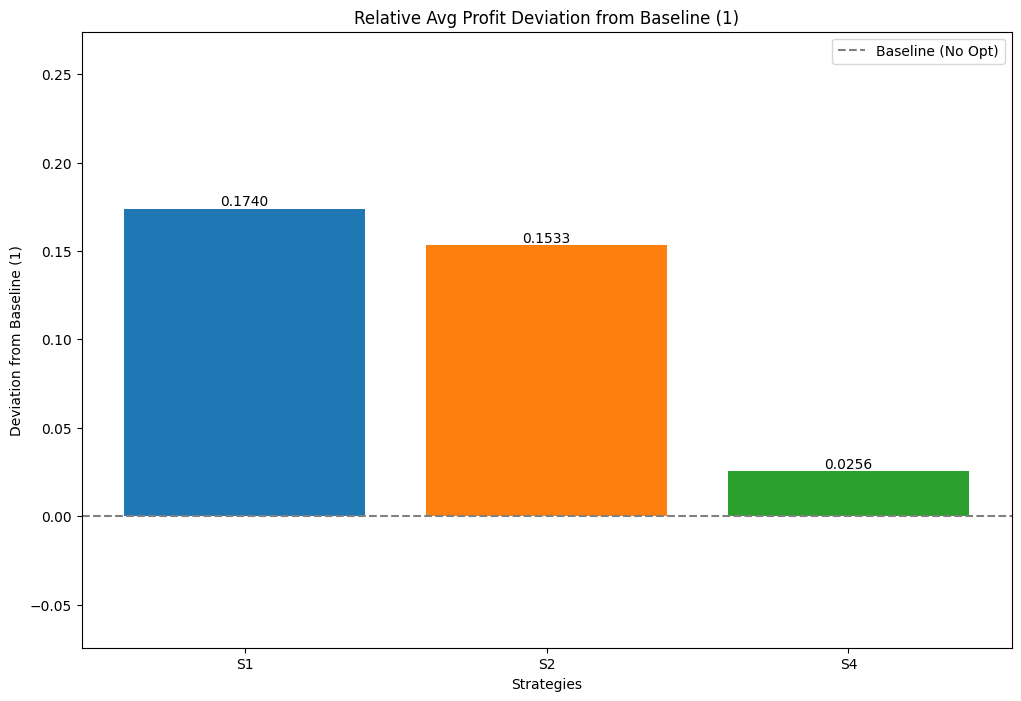 Relative Avg Profit Deviation from Baseline (1)
Baseline (No Opt)
Deviation from Baseline (1)
0.25
0.20
0.15
0.10
0.05
0.00
−0.05
0.1740
0.1533
0.0256
S1
S2
S4
Strategies